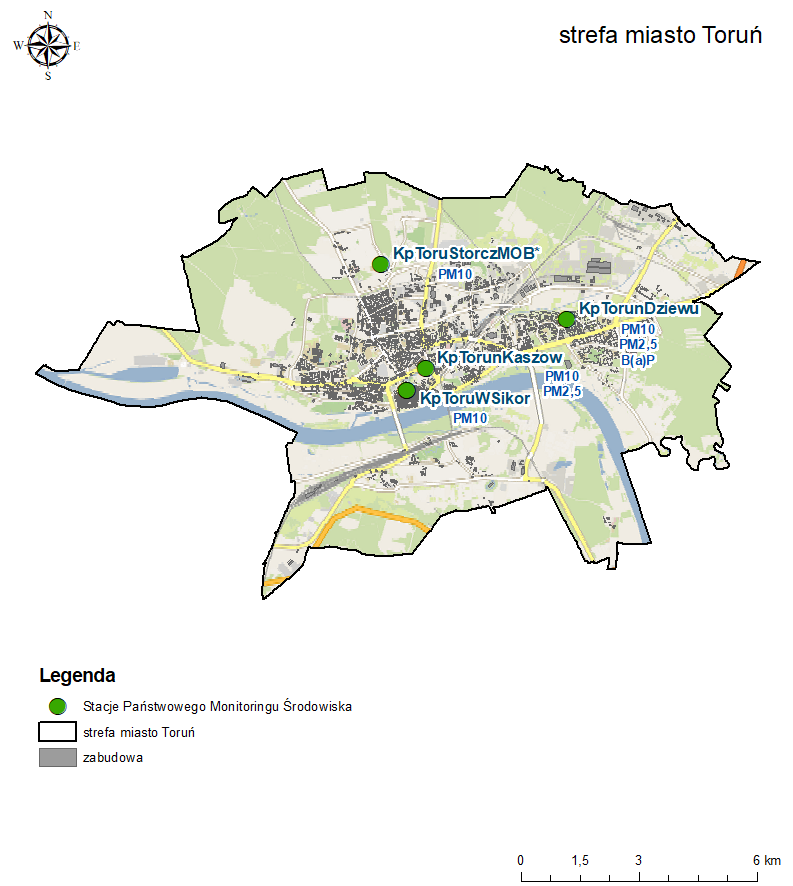 N
W E
S
strefa miasto Toruń
KpToruStorczMOB*
PM10
KpTorunDziewu
PM10
PM2,5
B(a)P
KpTorunKaszow
PM10
PM2,5
KpToruWSikor
PM10
Legenda
Stacje Państwowego Monitoringu Środowiska
strefa miasto Toruń
zabudowa
0 1,5 3 6 km